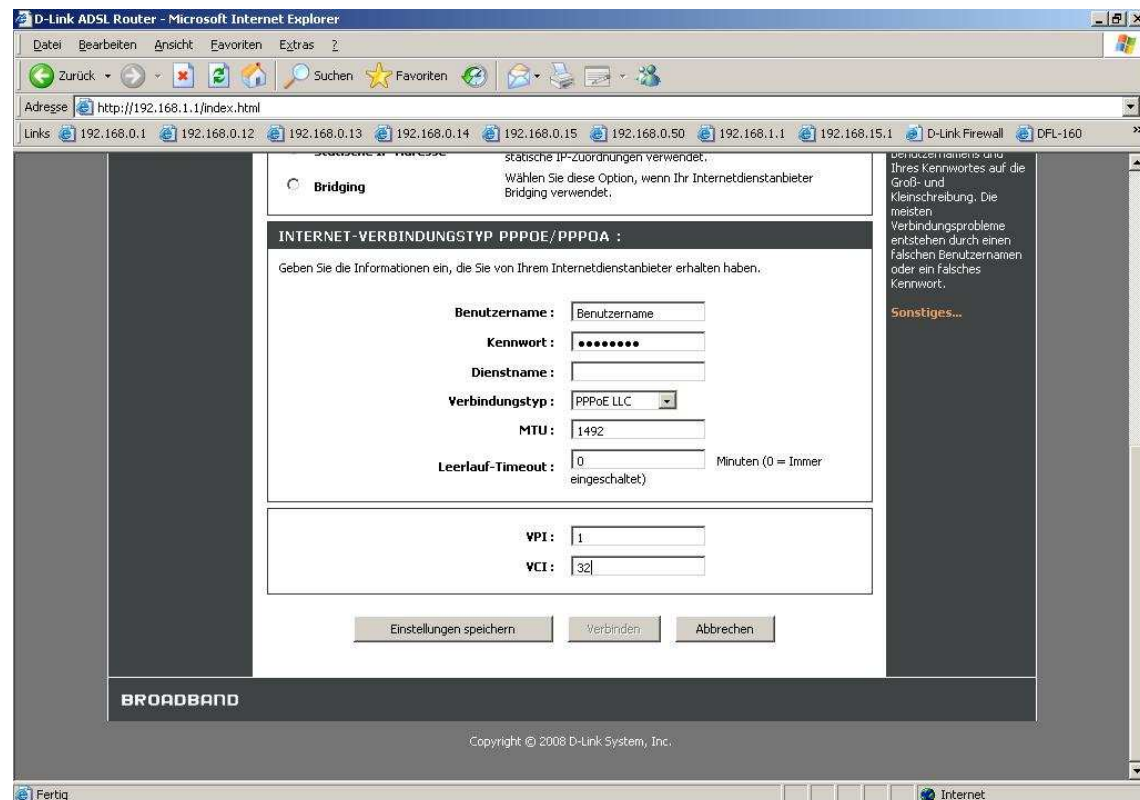 D-Link ADSL Router - Microsoft Internet Explorer
Datei Bearbeiten Ansicht Favoriten Extras ?
Zurück Suchen Favoriten
Adresse http://192.168.1.1/index.html
Links 192.168.0.1 192.168.0.12 192.168.0.13 192.168.0.14 192.168.0.15 192.168.0.50 192.168.1.1 192.168.15.1 D-Link Firewall DFL-160 »
Statische IP-Adresse
statische IP-Zuordnungen verwendet.
Bridging
Wählen Sie diese Option, wenn Ihr Internetdienstanbieter
Bridging verwendet.
Benutzernamens und
Ihres Kennwortes auf die
Groß- und
Kleinschreibung. Die
meisten
Verbindungsprobleme
entstehen durch einen
falschen Benutzernamen
oder ein falsches
Kennwort.
Sonstiges...
INTERNET-VERBINDUNGSTYP PPPOE/PPPOA :
Geben Sie die Informationen ein, die Sie von Ihrem Internetdienstanbieter erhalten haben.
Benutzername : Benutzername
Kennwort : ••••••••
Dienstname :
Verbindungstyp : PPPoE LLC
MTU : 1492
Leerlauf-Timeout : 0 Minuten (0 = Immer
eingeschaltet)
VPI : 1
VCI : 32
Einstellungen speichern Verbinden Abbrechen
BROADBAND
Copyright © 2008 D-Link System, Inc.
Fertig Internet